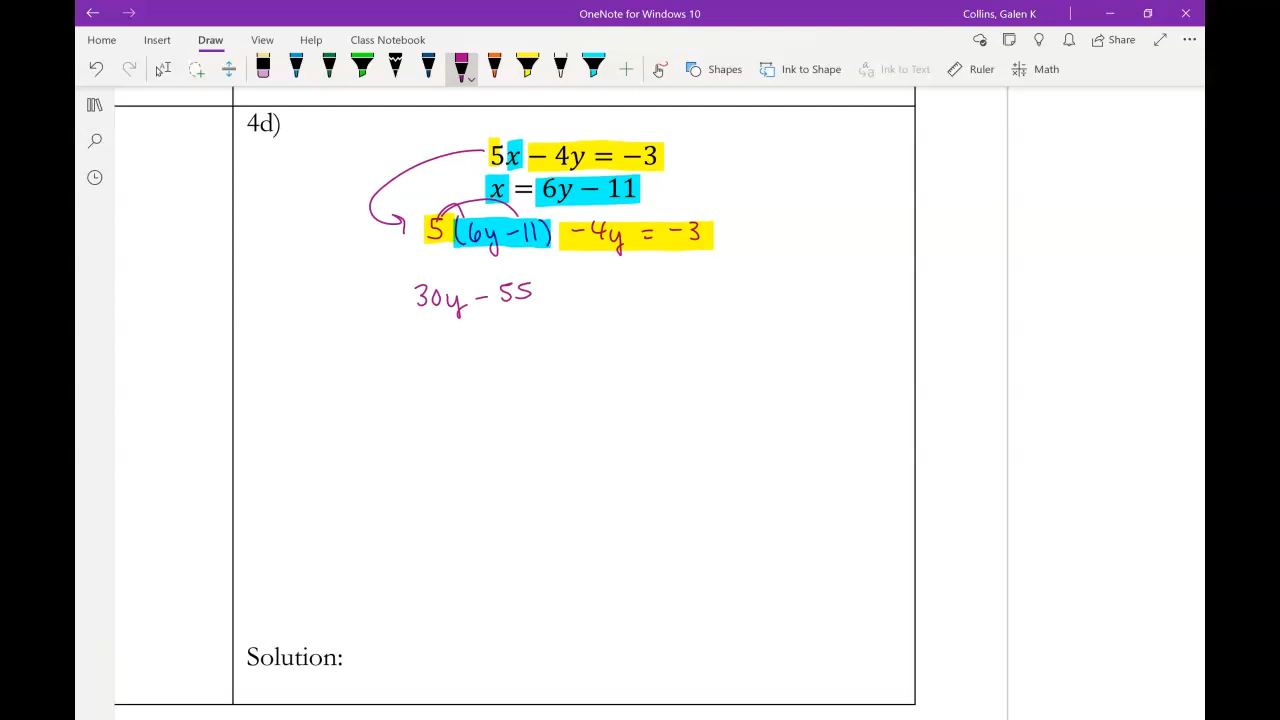 OneNote for Windows 10
Collins, Galen K
Home Insert Draw View Help Class Notebook
Share
Shapes Ink to Shape Ink to Text Ruler Math
4d)
5x − 4y = −3
x = 6y − 11
5(6y −11) −4y = −3
30y − 55
Solution: